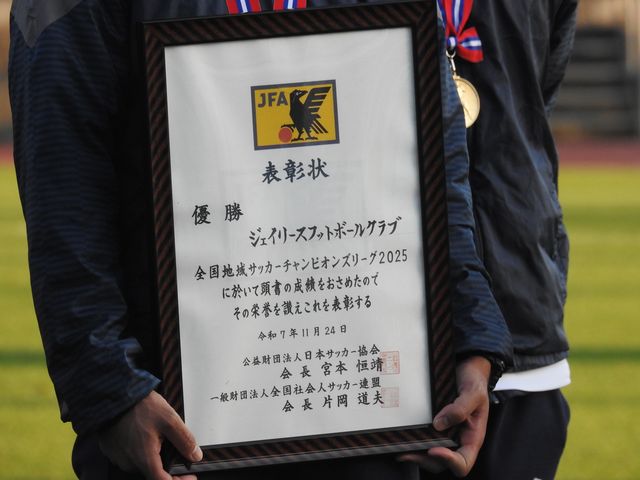 JFA
表彰状
優勝
ジェイリースフットボールクラブ
全国地域サッカーチャンピオンズリーグ2025
に於いて頭書の成績をおさめたので
その栄誉を讃えこれを表彰する
令和7年11月24日
公益財団法人日本サッカー協会
会長 宮本 恒靖
一般財団法人全国社会人サッカー連盟
会長 片岡 道夫